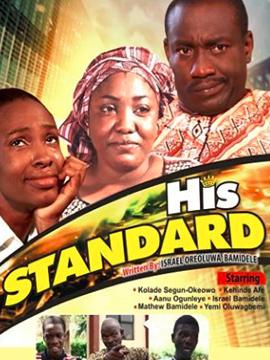 His
STANDARD
Written By: ISRAEL OREOLUWA BAMIDELE
Starring
• Kolade Segun-Okeowo • Kehinde Afe
• Aanu Ogunleye • Israel Bamidele
• Mathew Bamidele • Yemi Oluwagbemi